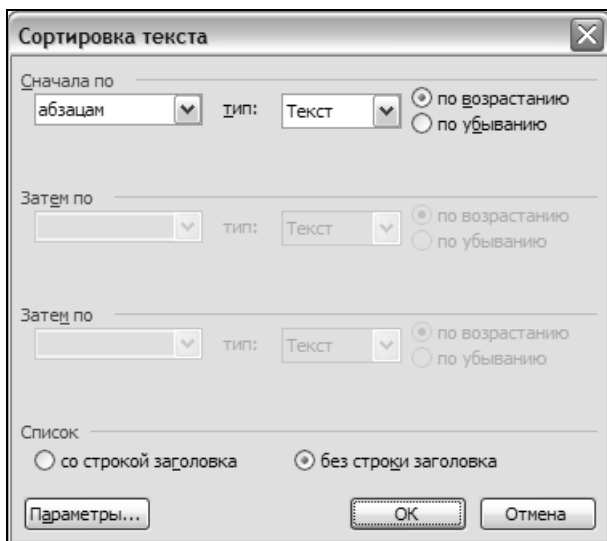 Сортировка текста
Сначала по
абзацам тип: Текст по возрастанию
по убыванию
Затем по
тип: Текст по возрастанию
по убыванию
Затем по
тип: Текст по возрастанию
по убыванию
Список
со строкой заголовка без строки заголовка
Параметры... ОК Отмена